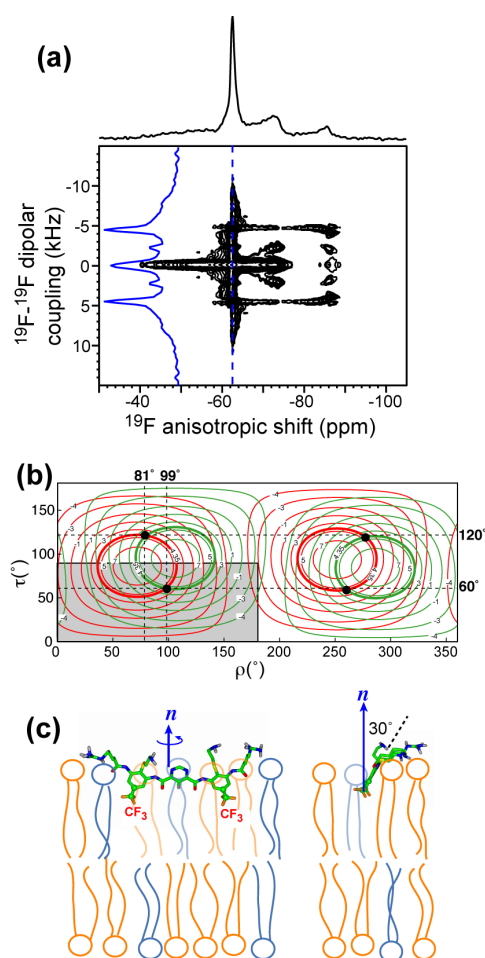 (a)
¹⁹F-¹⁹F dipolar
coupling (kHz)
-10
-5
0
5
10
-30 -40 -60 -80 -100
¹⁹F anisotropic shift (ppm)
(b)
81° 99°
τ(°)
150
100
50
0
120°
60°
0 50 100 150 200 250 300 350
ρ(°)
(c)
n
CF₃ CF₃
n
30°